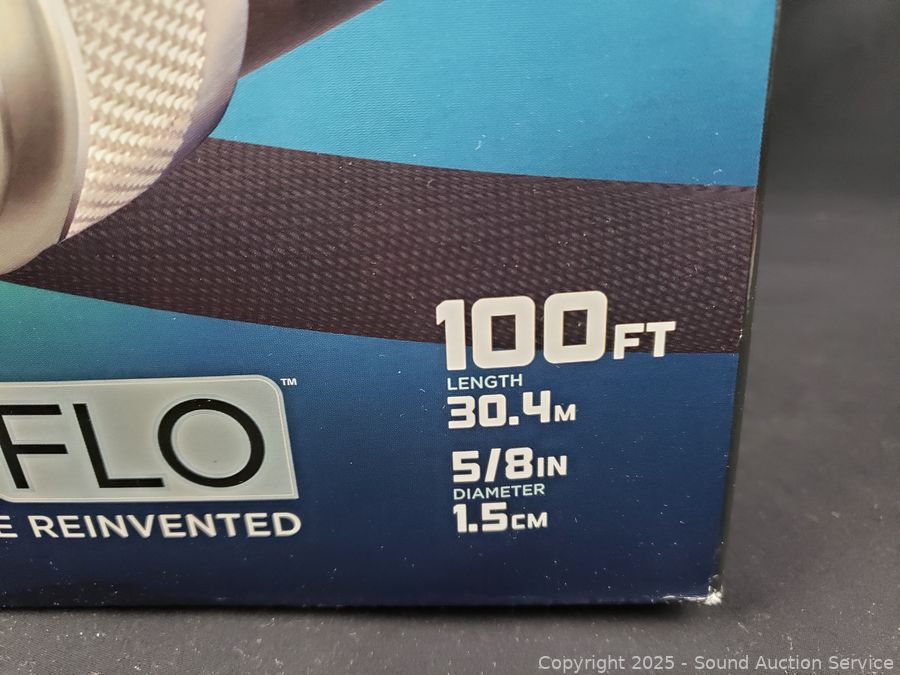 100FT
LENGTH
30.4M
FLO™
5/8IN
DIAMETER
1.5CM
E REINVENTED
Copyright 2025 - Sound Auction Service